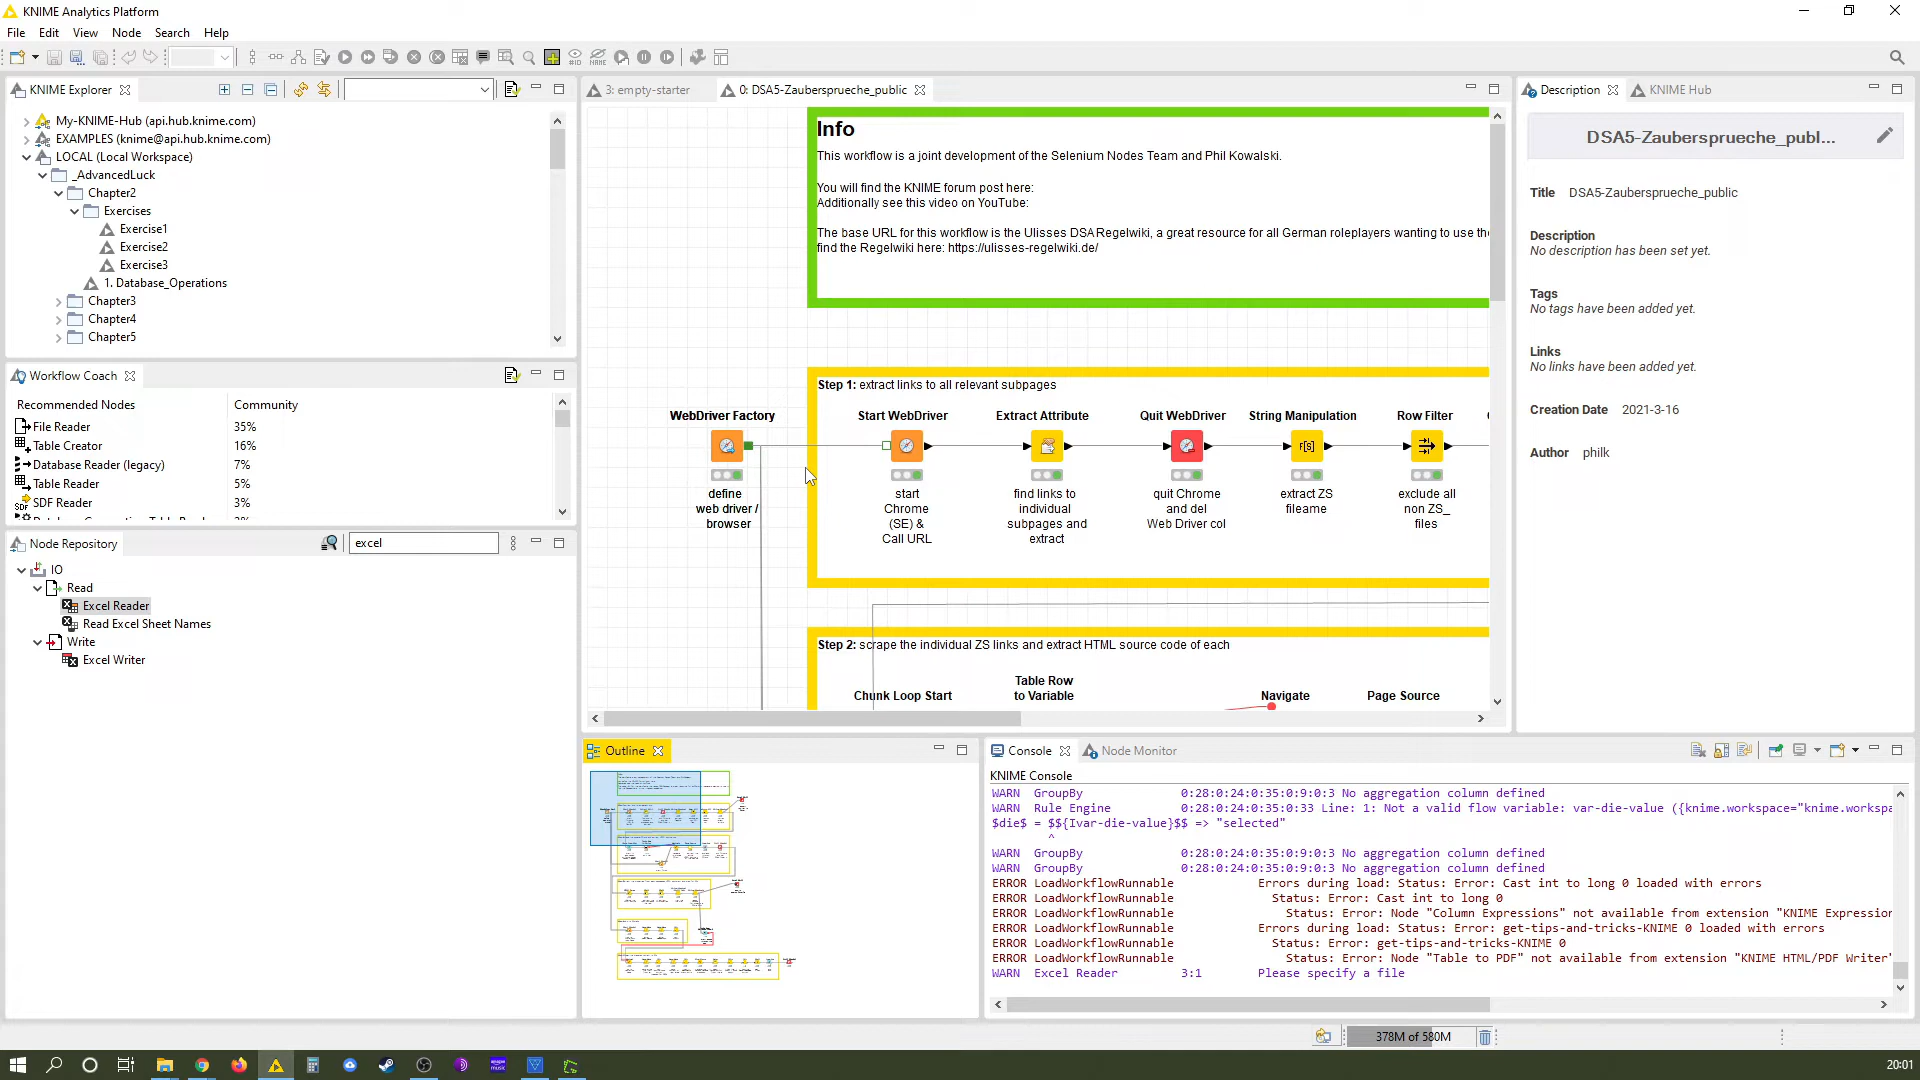 KNIME Analytics Platform
File Edit View Node Search Help
KNIME Explorer
My-KNIME-Hub (api.hub.knime.com)
EXAMPLES (knime@api.hub.knime.com)
LOCAL (Local Workspace)
_AdvancedLuck
Chapter2
Exercises
Exercise1
Exercise2
Exercise3
1. Database_Operations
Chapter3
Chapter4
Chapter5
Workflow Coach
Recommended Nodes Community
File Reader 35%
Table Creator 16%
Database Reader (legacy) 7%
Table Reader 5%
SDF Reader 3%
Node Repository
excel
IO
Read
Excel Reader
Read Excel Sheet Names
Write
Excel Writer
3: empty-starter
0: DSA5-Zaubersprueche_public
Info
This workflow is a joint development of the Selenium Nodes Team and Phil Kowalski.
You will find the KNIME forum post here:
Additionally see this video on YouTube:
The base URL for this workflow is the Ulisses DSA Regelwiki, a great resource for all German roleplayers wanting to use the
find the Regelwiki here: https://ulisses-regelwiki.de/
Step 1: extract links to all relevant subpages
WebDriver Factory
define
web driver /
browser
Start WebDriver
start
Chrome
(SE) &
Call URL
Extract Attribute
find links to
individual
subpages and
extract
Quit WebDriver
quit Chrome
and del
Web Driver col
String Manipulation
r[s]
extract ZS
fileame
Row Filter
exclude all
non ZS_
files
Step 2: scrape the individual ZS links and extract HTML source code of each
Chunk Loop Start
Table Row
to Variable
Navigate
Page Source
Description
KNIME Hub
DSA5-Zaubersprueche_publ...
Title DSA5-Zaubersprueche_public
Description
No description has been set yet.
Tags
No tags have been added yet.
Links
No links have been added yet.
Creation Date 2021-3-16
Author philk
Outline
Console
Node Monitor
KNIME Console
WARN GroupBy 0:28:0:24:0:35:0:9:0:3 No aggregation column defined
WARN Rule Engine 0:28:0:24:0:35:0:33 Line: 1: Not a valid flow variable: var-die-value ({knime.workspace="knime.workspa
$die$ = $${Ivar-die-value}$$ => "selected"
^
WARN GroupBy 0:28:0:24:0:35:0:9:0:3 No aggregation column defined
WARN GroupBy 0:28:0:24:0:35:0:9:0:3 No aggregation column defined
ERROR LoadWorkflowRunnable Errors during load: Status: Error: Cast int to long 0 loaded with errors
ERROR LoadWorkflowRunnable Status: Error: Cast int to long 0
ERROR LoadWorkflowRunnable Status: Error: Node "Column Expressions" not available from extension "KNIME Expression
ERROR LoadWorkflowRunnable Errors during load: Status: Error: get-tips-and-tricks-KNIME 0 loaded with errors
ERROR LoadWorkflowRunnable Status: Error: get-tips-and-tricks-KNIME 0
ERROR LoadWorkflowRunnable Status: Error: Node "Table to PDF" not available from extension "KNIME HTML/PDF Writer"
WARN Excel Reader 3:1 Please specify a file
378M of 580M
20:01